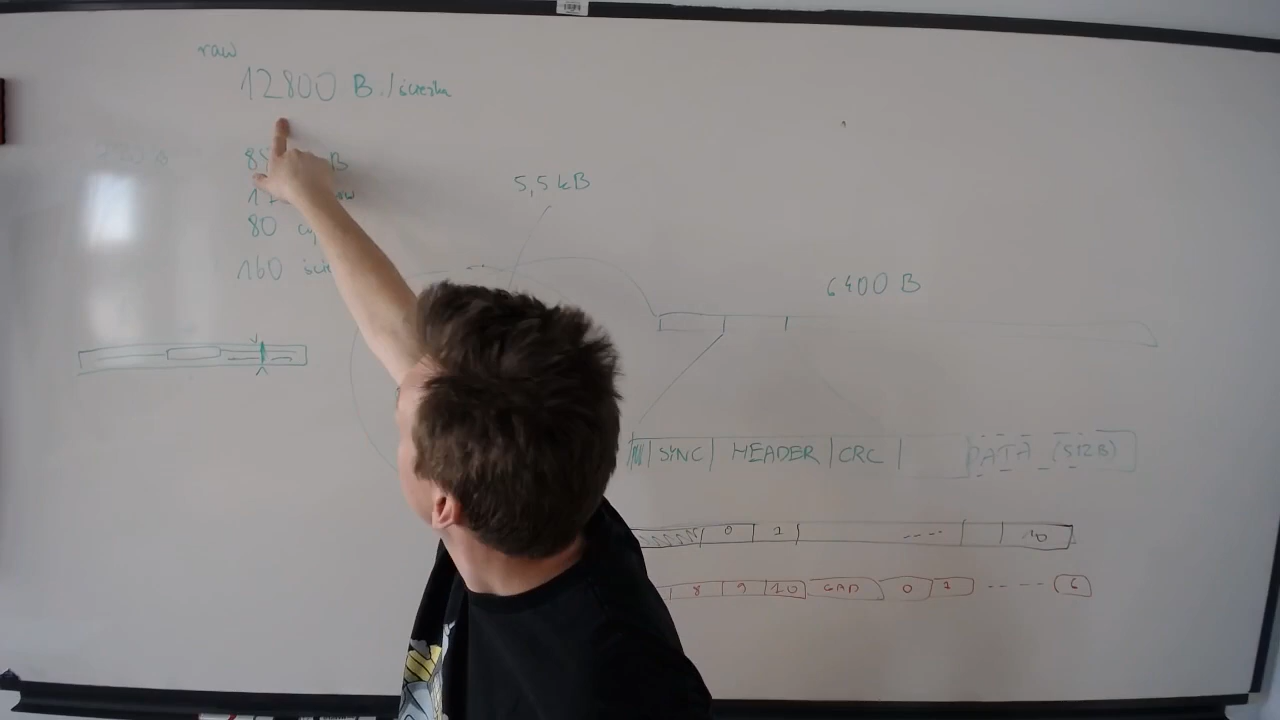 raw
12800 B./ścieżka
B
80
160
5,5 kB
6400 B
SYNC HEADER CRC DATA (512B)
0 1 ---- 10
8 9 10 GAP 0 1 ---- 6